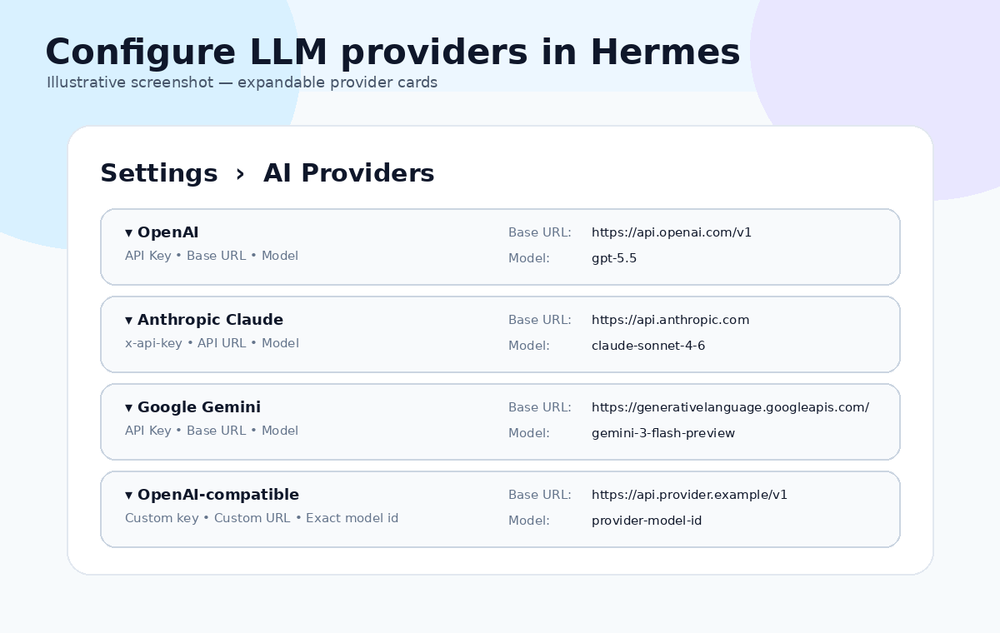 Configure LLM providers in Hermes
Illustrative screenshot — expandable provider cards
Settings › AI Providers
▾ OpenAI
API Key • Base URL • Model
Base URL: https://api.openai.com/v1
Model: gpt-5.5
▾ Anthropic Claude
x-api-key • API URL • Model
Base URL: https://api.anthropic.com
Model: claude-sonnet-4-6
▾ Google Gemini
API Key • Base URL • Model
Base URL: https://generativelanguage.googleapis.com/
Model: gemini-3-flash-preview
▾ OpenAI-compatible
Custom key • Custom URL • Exact model id
Base URL: https://api.provider.example/v1
Model: provider-model-id